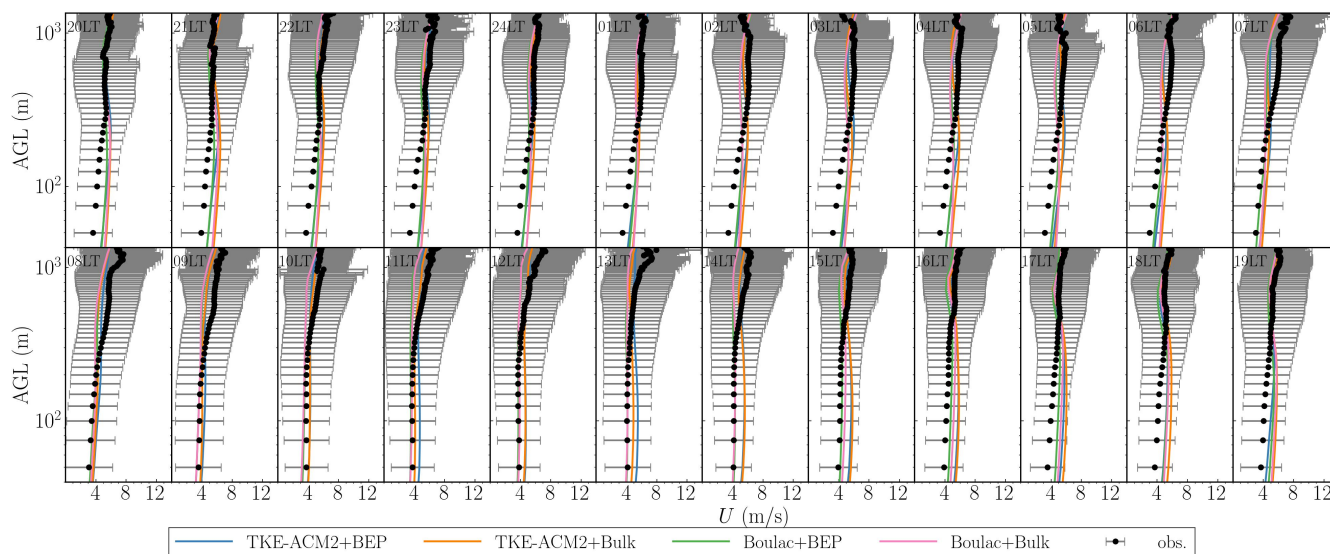 20LT 21LT 22LT 23LT 24LT 01LT 02LT 03LT 04LT 05LT 06LT 07LT
10³
AGL (m)
10²
08LT 09LT 10LT 11LT 12LT 13LT 14LT 15LT 16LT 17LT 18LT 19LT
10³
AGL (m)
10²
4 8 12 4 8 12 4 8 12 4 8 12 4 8 12 4 8 12 4 8 12 4 8 12 4 8 12 4 8 12 4 8 12 4 8 12
U (m/s)
TKE-ACM2+BEP TKE-ACM2+Bulk Boulac+BEP Boulac+Bulk obs.